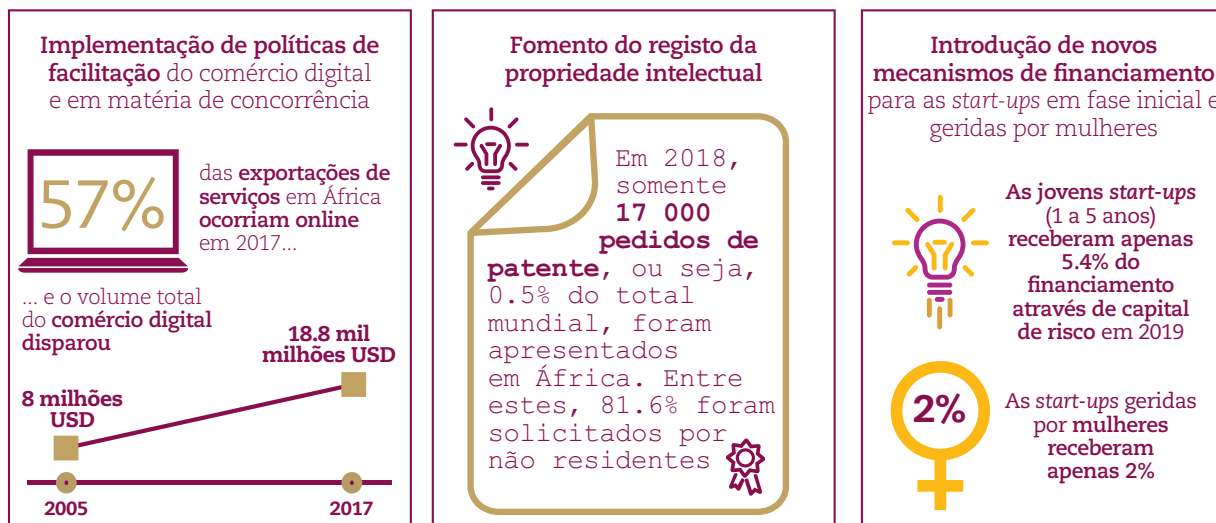 Implementação de políticas de
facilitação do comércio digital
e em matéria de concorrência
57%
das exportações de
serviços em África
ocorriam online
em 2017...
... e o volume total
do comércio digital
disparou
18.8 mil
milhões USD
8 milhões
USD
2005
2017
Fomento do registo da
propriedade intelectual
Em 2018,
somente
17 000
pedidos de
patente, ou seja,
0.5% do total
mundial, foram
apresentados
em África. Entre
estes, 81.6% foram
solicitados por
não residentes
Introdução de novos
mecanismos de financiamento
para as start-ups em fase inicial e
geridas por mulheres
As jovens start-ups
(1 a 5 anos)
receberam apenas
5.4% do
financiamento
através de capital
de risco em 2019
2%
As start-ups geridas
por mulheres
receberam
apenas 2%